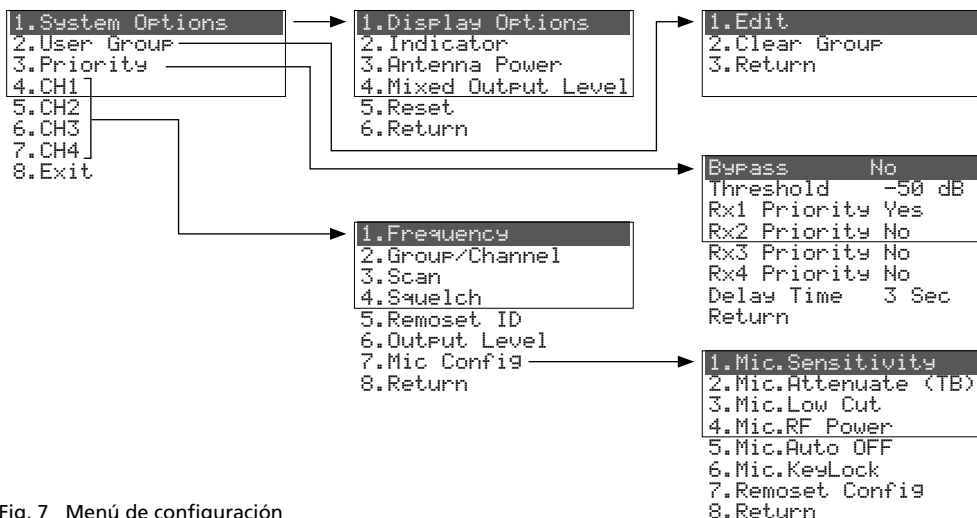 1.System Options
2.User Group
3.Priority
4.CH1
5.CH2
6.CH3
7.CH4
8.Exit
1.Display Options
2.Indicator
3.Antenna Power
4.Mixed Output Level
5.Reset
6.Return
1.Edit
2.Clear Group
3.Return
Bypass No
Threshold -50 dB
Rx1 Priority Yes
Rx2 Priority No
Rx3 Priority No
Rx4 Priority No
Delay Time 3 Sec
Return
1.Frequency
2.Group/Channel
3.Scan
4.Squelch
5.Remoset ID
6.Output Level
7.Mic Config
8.Return
1.Mic.Sensitivity
2.Mic.Attenuate (TB)
3.Mic.Low Cut
4.Mic.RF Power
5.Mic.Auto OFF
6.Mic.KeyLock
7.Remoset Config
8.Return
Fig. 7 Menú de configuración